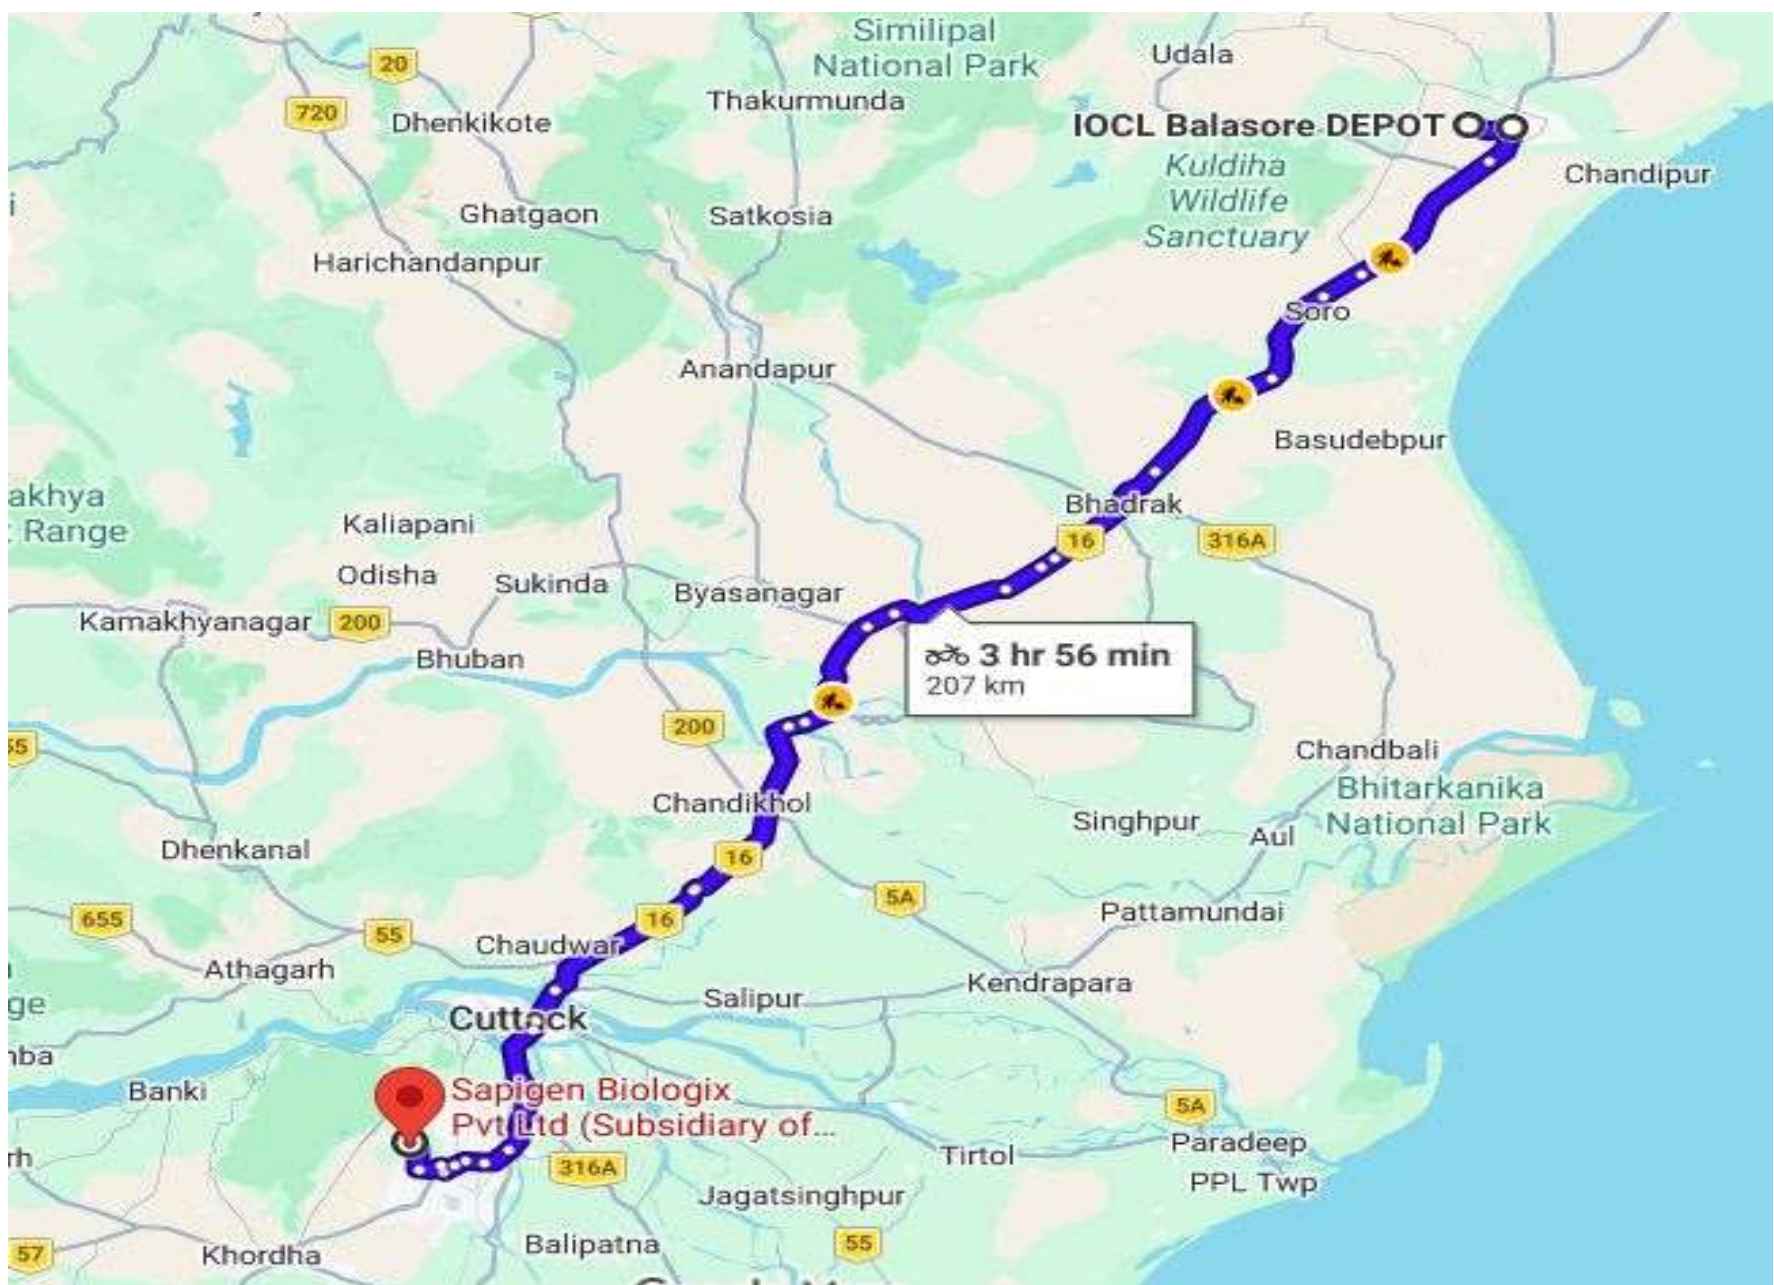 Similipal
National Park
Udala
20
Thakurmunda
720
Dhenkikote
IOCL Balasore DEPOT
Kuldiha
Wildlife
Sanctuary
Chandipur
i
Ghatgaon
Satkosia
Harichandanpur
Soro
Anandapur
Basudebpur
akhya
Range
Kaliapani
Bhadrak
16
316A
Odisha
Sukinda
Byasanagar
Kamakhyanagar
200
Bhuban
3 hr 56 min
207 km
200
55
Chandbali
Bhitarkanika
National Park
Chandikhol
Singhpur
Aul
Dhenkanal
16
5A
655
16
Pattamundai
55
Chaudwar
Athagarh
Kendrapara
Salipur
ge
Cuttack
nba
Banki
Sapigen Biologix
Pvt Ltd (Subsidiary of...
5A
Paradeep
rh
Tirtol
316A
PPL Twp
Jagatsinghpur
57
Khordha
Balipatna
55